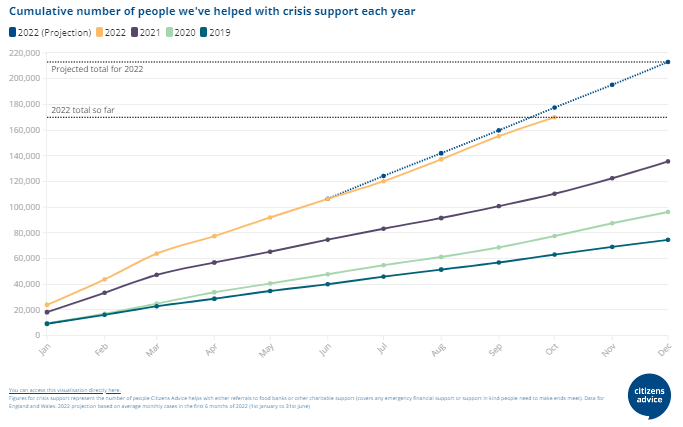 Cumulative number of people we've helped with crisis support each year
2022 (Projection) 2022 2021 2020 2019
220,000
Projected total for 2022
200,000
180,000
2022 total so far
160,000
140,000
120,000
100,000
80,000
60,000
40,000
20,000
0
Jan Feb Mar Apr May Jun Jul Aug Sep Oct Nov Dec
You can access this visualisation directly here.
Figures for crisis support represent the number of people Citizens Advice helps with either referrals to food banks or other charitable support (covers any emergency financial support or support in kind people need to make ends meet). Data for
England and Wales. 2022 projection based on average monthly cases in the first 6 months of 2022 (1st January to 31st June)
citizens
advice